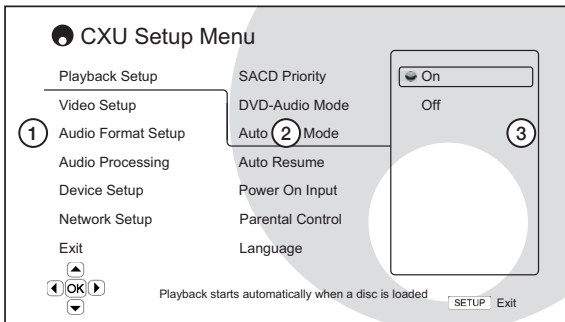 CXU Setup Menu
Playback Setup
Video Setup
Audio Format Setup
Audio Processing
Device Setup
Network Setup
Exit
SACD Priority
DVD-Audio Mode
Auto Mode
Auto Resume
Power On Input
Parental Control
Language
On
Off
1
2
3
OK
Playback starts automatically when a disc is loaded
SETUP Exit